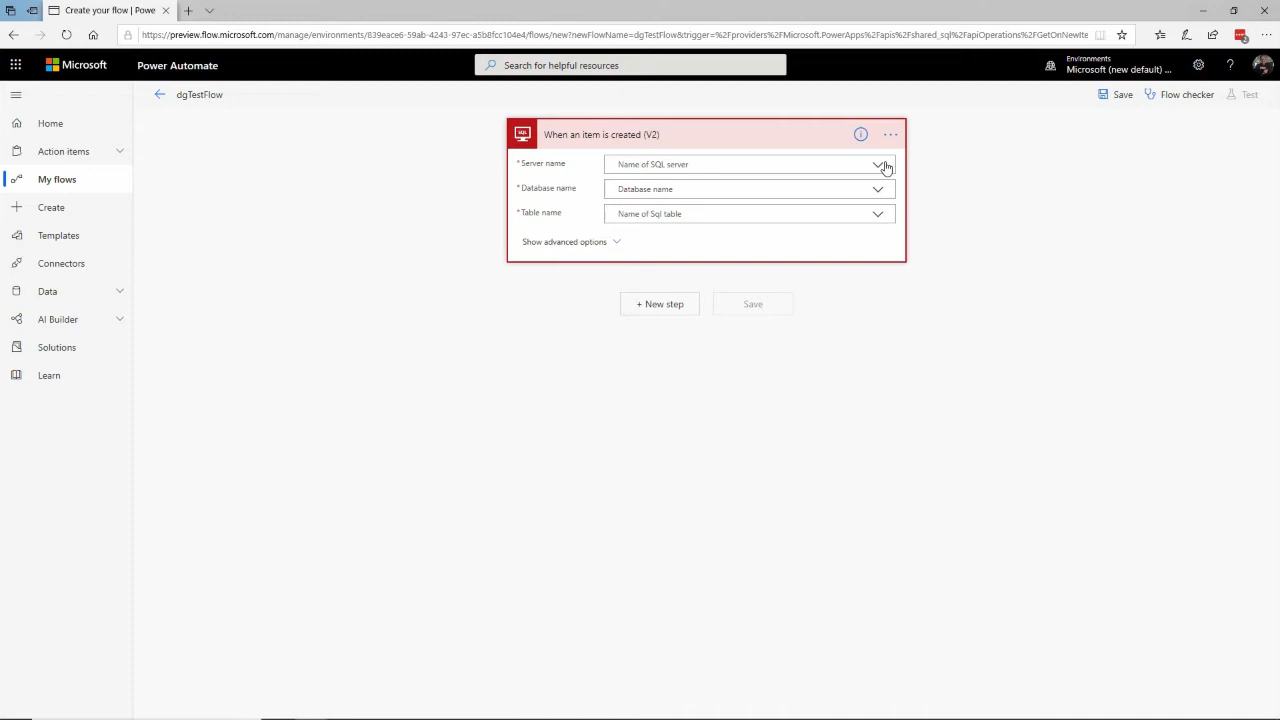 Create your flow | Powe
https://preview.flow.microsoft.com/manage/environments/839eace6-59ab-4243-97ec-a5b8fcc104e4/flows/new?newFlowName=dgTestFlow&trigger=%2Fproviders%2FMicrosoft.PowerApps%2Fapis%2Fshared_sql%2FapiOperations%2FGetOnNewIte
Microsoft
Power Automate
Search for helpful resources
Environments
Microsoft (new default) ...
?
dgTestFlow
Save
Flow checker
Test
Home
Action items
My flows
Create
Templates
Connectors
Data
AI Builder
Solutions
Learn
SQL
When an item is created (V2)
* Server name
Name of SQL server
* Database name
Database name
* Table name
Name of Sql table
Show advanced options
+ New step
Save